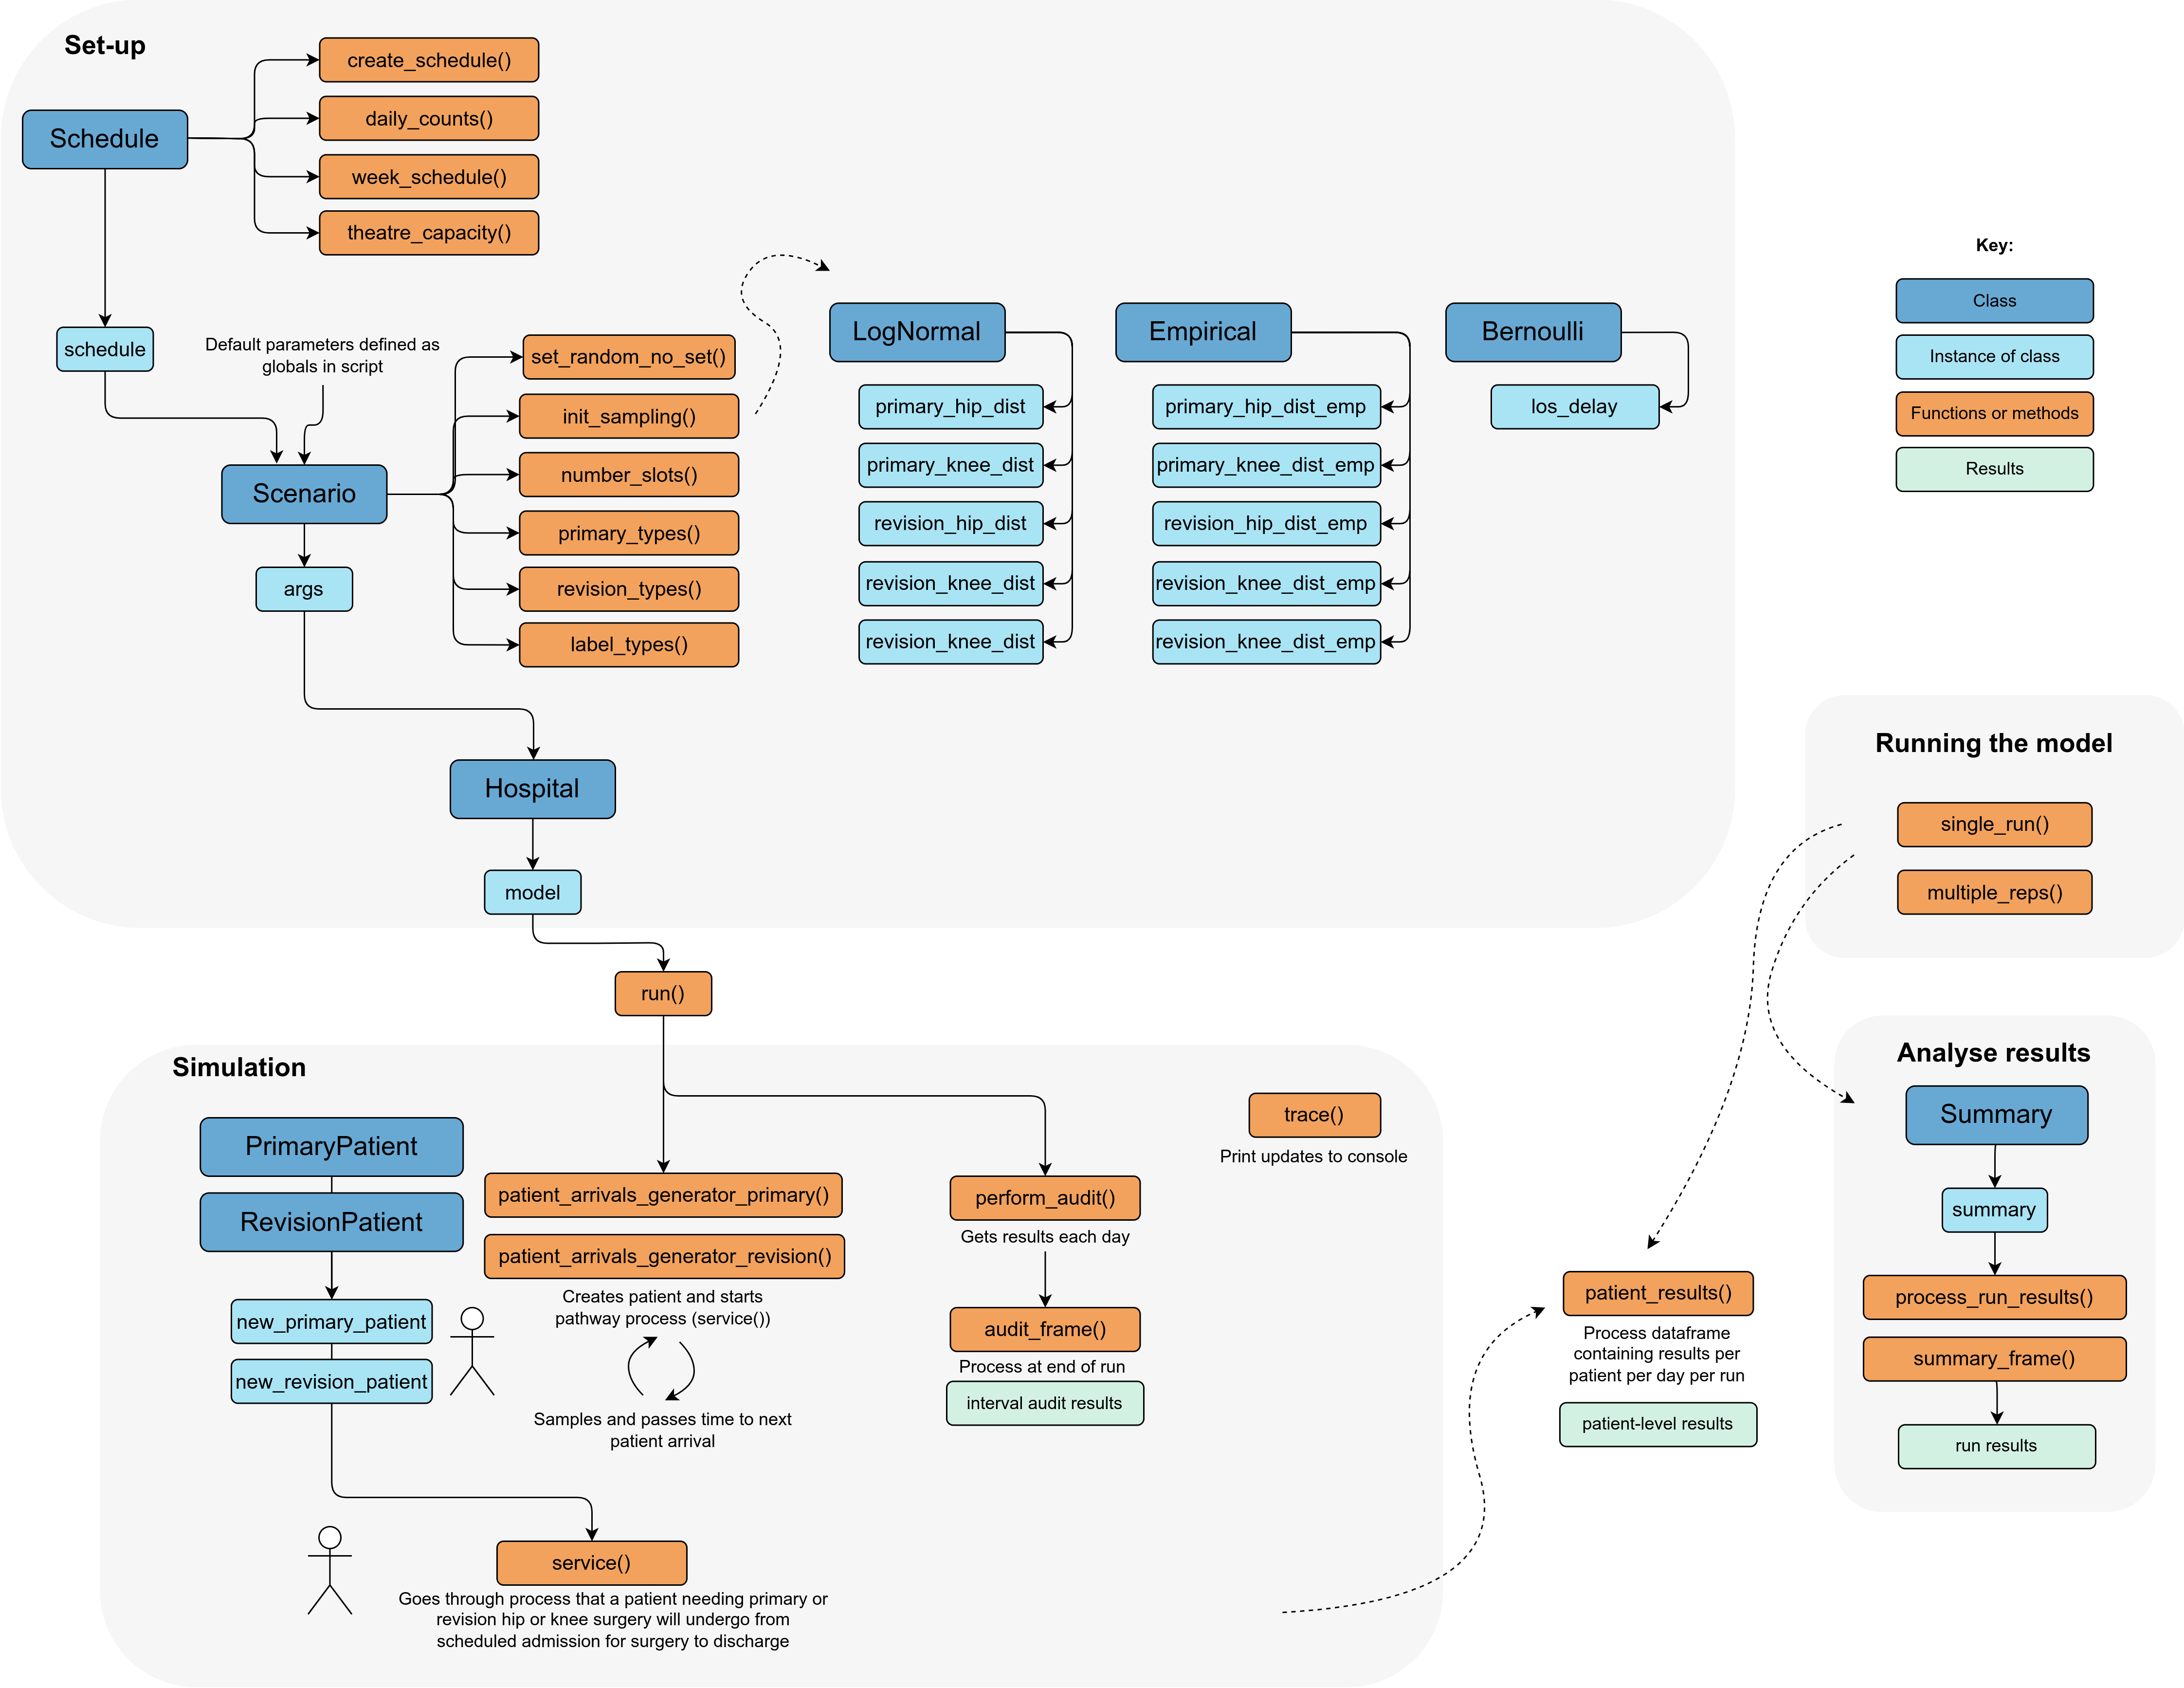 Set-up
create_schedule()
daily_counts()
Schedule
week_schedule()
theatre_capacity()
schedule
Default parameters defined as
globals in script
Scenario
args
set_random_no_set()
init_sampling()
number_slots()
primary_types()
revision_types()
label_types()
LogNormal
primary_hip_dist
primary_knee_dist
revision_hip_dist
revision_knee_dist
revision_knee_dist
Empirical
primary_hip_dist_emp
primary_knee_dist_emp
revision_hip_dist_emp
revision_knee_dist_emp
revision_knee_dist_emp
Bernoulli
los_delay
Key:
Class
Instance of class
Functions or methods
Results
Hospital
model
run()
Running the model
single_run()
multiple_reps()
Simulation
PrimaryPatient
RevisionPatient
new_primary_patient
new_revision_patient
patient_arrivals_generator_primary()
patient_arrivals_generator_revision()
Creates patient and starts
pathway process (service())
Samples and passes time to next
patient arrival
perform_audit()
Gets results each day
audit_frame()
Process at end of run
interval audit results
trace()
Print updates to console
service()
Goes through process that a patient needing primary or
revision hip or knee surgery will undergo from
scheduled admission for surgery to discharge
patient_results()
Process dataframe
containing results per
patient per day per run
patient-level results
Analyse results
Summary
summary
process_run_results()
summary_frame()
run results